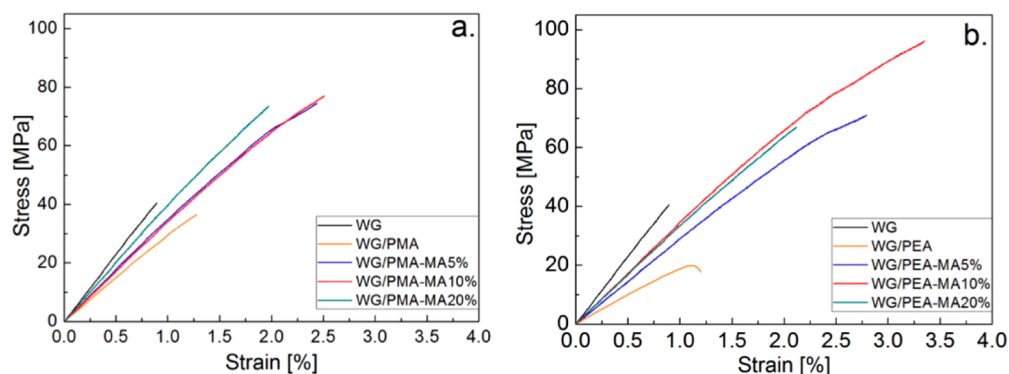 a.
100
80
60
40
20
0
Stress [MPa]
0.0 0.5 1.0 1.5 2.0 2.5 3.0 3.5 4.0
Strain [%]
WG
WG/PMA
WG/PMA-MA5%
WG/PMA-MA10%
WG/PMA-MA20%
b.
100
80
60
40
20
0
Stress [MPa]
0.0 0.5 1.0 1.5 2.0 2.5 3.0 3.5 4.0
Strain [%]
WG
WG/PEA
WG/PEA-MA5%
WG/PEA-MA10%
WG/PEA-MA20%